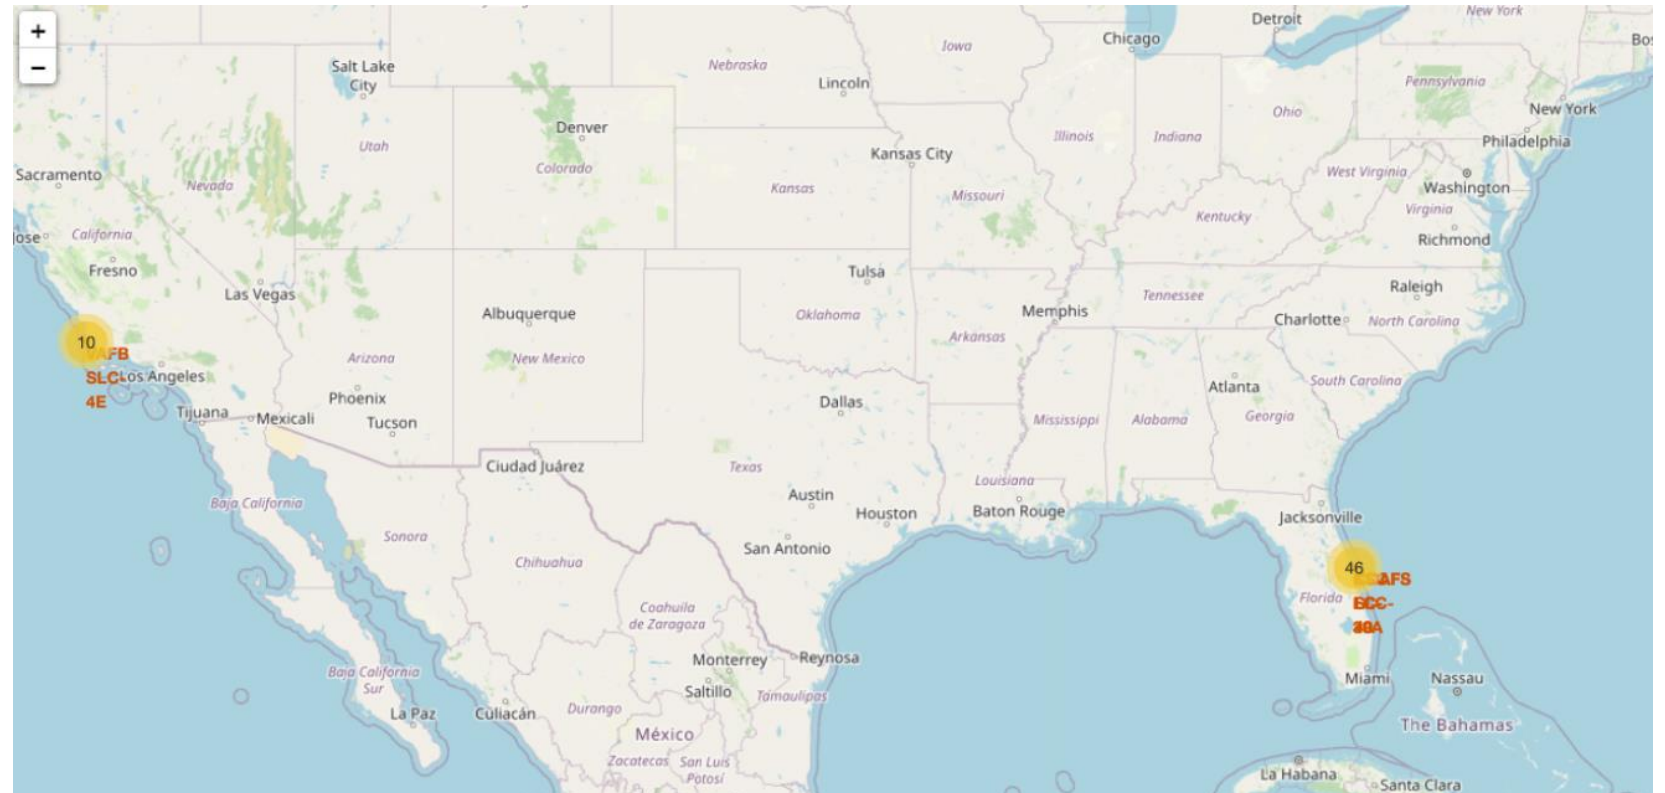 +
−
Detroit
New York
Chicago
Bos
Iowa
Salt Lake
City
Nebraska
Lincoln
Pennsylvania
New York
Ohio
Denver
Illinois
Indiana
Philadelphia
Utah
Kansas City
Colorado
Sacramento
Nevada
Kansas
Missouri
West Virginia
Washington
Kentucky
Virginia
California
Jose
Richmond
Fresno
Tulsa
Las Vegas
Raleigh
Tennessee
Albuquerque
Oklahoma
Memphis
Charlotte
North Carolina
Arkansas
10
VAFB
Arizona
New Mexico
SLC-
Los Angeles
4E
Phoenix
Dallas
Atlanta
South Carolina
Tijuana
Mexicali
Tucson
Mississippi
Alabama
Georgia
Ciudad Juárez
Texas
Louisiana
Baja California
Austin
Houston
Baton Rouge
Jacksonville
Sonora
San Antonio
Chihuahua
46
Florida
Coahuila
de Zaragoza
Monterrey
Reynosa
Baja California
Sur
Saltillo
Tamaulipas
Miami
Nassau
La Paz
Culiacán
Durango
México
The Bahamas
Zacatecas
San Luis
Potosí
La Habana
Santa Clara